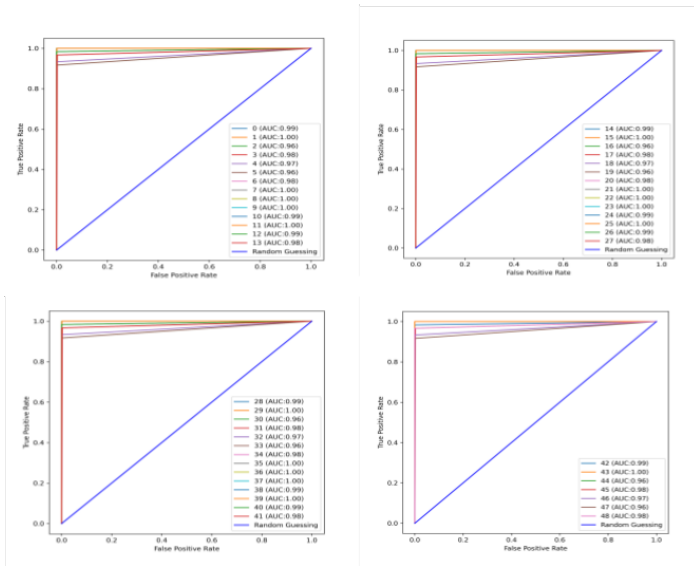 1.0
0.8
0.6
0.4
0.2
0.0
True Positive Rate
0 (AUC:0.99)
1 (AUC:1.00)
2 (AUC:0.96)
3 (AUC:0.98)
4 (AUC:0.97)
5 (AUC:0.96)
6 (AUC:0.98)
7 (AUC:1.00)
8 (AUC:1.00)
9 (AUC:1.00)
10 (AUC:0.99)
11 (AUC:1.00)
12 (AUC:0.99)
13 (AUC:0.98)
Random Guessing
0.0 0.2 0.4 0.6 0.8 1.0
False Positive Rate
1.0
0.8
0.6
0.4
0.2
0.0
True Positive Rate
14 (AUC:0.99)
15 (AUC:1.00)
16 (AUC:0.96)
17 (AUC:0.98)
18 (AUC:0.97)
19 (AUC:0.96)
20 (AUC:0.98)
21 (AUC:1.00)
22 (AUC:1.00)
23 (AUC:1.00)
24 (AUC:0.99)
25 (AUC:1.00)
26 (AUC:0.99)
27 (AUC:0.98)
Random Guessing
0.0 0.2 0.4 0.6 0.8 1.0
False Positive Rate
1.0
0.8
0.6
0.4
0.2
0.0
True Positive Rate
28 (AUC:0.99)
29 (AUC:1.00)
30 (AUC:0.96)
31 (AUC:0.98)
32 (AUC:0.97)
33 (AUC:0.96)
34 (AUC:0.98)
35 (AUC:1.00)
36 (AUC:1.00)
37 (AUC:1.00)
38 (AUC:0.99)
39 (AUC:1.00)
40 (AUC:0.99)
41 (AUC:0.98)
Random Guessing
0.0 0.2 0.4 0.6 0.8 1.0
False Positive Rate
1.0
0.8
0.6
0.4
0.2
0.0
True Positive Rate
42 (AUC:0.99)
43 (AUC:1.00)
44 (AUC:0.96)
45 (AUC:0.98)
46 (AUC:0.97)
47 (AUC:0.96)
48 (AUC:0.98)
Random Guessing
0.0 0.2 0.4 0.6 0.8 1.0
False Positive Rate